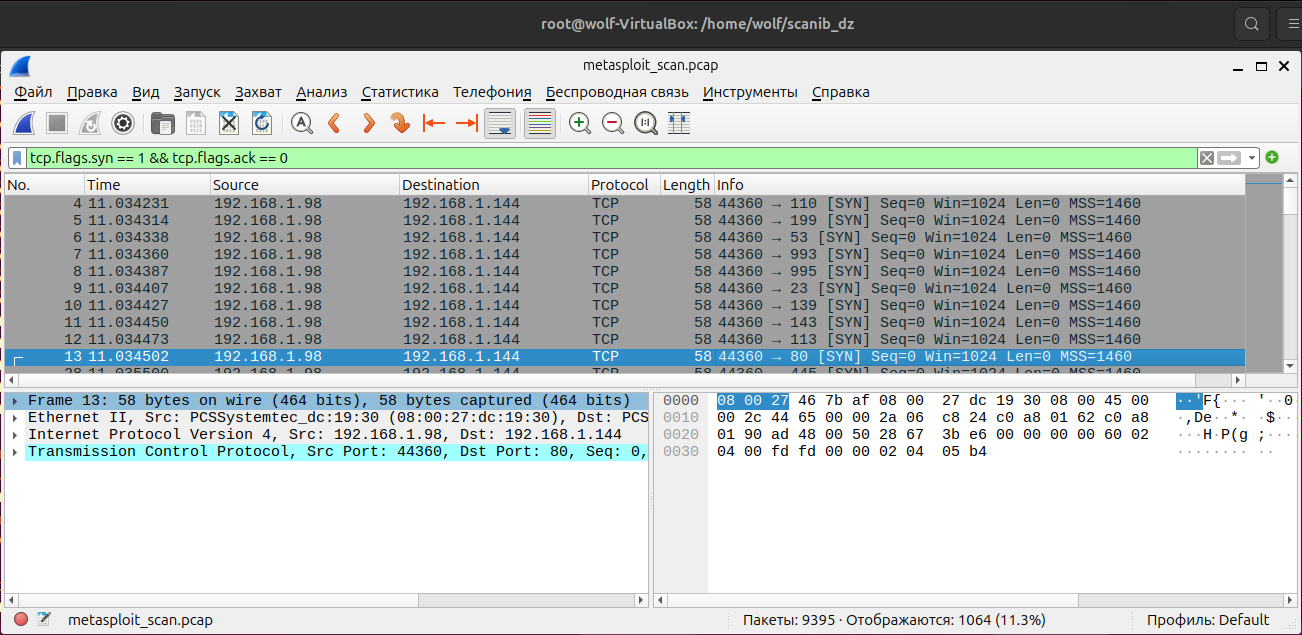 root@wolf-VirtualBox: /home/wolf/scanib_dz
metasploit_scan.pcap
Файл Правка Вид Запуск Захват Анализ Статистика Телефония Беспроводная связь Инструменты Справка
tcp.flags.syn == 1 && tcp.flags.ack == 0
No. Time Source Destination Protocol Length Info
4 11.034231 192.168.1.98 192.168.1.144 TCP 58 44360 → 110 [SYN] Seq=0 Win=1024 Len=0 MSS=1460
5 11.034314 192.168.1.98 192.168.1.144 TCP 58 44360 → 199 [SYN] Seq=0 Win=1024 Len=0 MSS=1460
6 11.034338 192.168.1.98 192.168.1.144 TCP 58 44360 → 53 [SYN] Seq=0 Win=1024 Len=0 MSS=1460
7 11.034360 192.168.1.98 192.168.1.144 TCP 58 44360 → 993 [SYN] Seq=0 Win=1024 Len=0 MSS=1460
8 11.034387 192.168.1.98 192.168.1.144 TCP 58 44360 → 995 [SYN] Seq=0 Win=1024 Len=0 MSS=1460
9 11.034407 192.168.1.98 192.168.1.144 TCP 58 44360 → 23 [SYN] Seq=0 Win=1024 Len=0 MSS=1460
10 11.034427 192.168.1.98 192.168.1.144 TCP 58 44360 → 139 [SYN] Seq=0 Win=1024 Len=0 MSS=1460
11 11.034450 192.168.1.98 192.168.1.144 TCP 58 44360 → 143 [SYN] Seq=0 Win=1024 Len=0 MSS=1460
12 11.034473 192.168.1.98 192.168.1.144 TCP 58 44360 → 113 [SYN] Seq=0 Win=1024 Len=0 MSS=1460
13 11.034502 192.168.1.98 192.168.1.144 TCP 58 44360 → 80 [SYN] Seq=0 Win=1024 Len=0 MSS=1460
Frame 13: 58 bytes on wire (464 bits), 58 bytes captured (464 bits)
Ethernet II, Src: PCSSystemtec_dc:19:30 (08:00:27:dc:19:30), Dst: PCS
Internet Protocol Version 4, Src: 192.168.1.98, Dst: 192.168.1.144
Transmission Control Protocol, Src Port: 44360, Dst Port: 80, Seq: 0,
0000 08 00 27 46 7b af 08 00 27 dc 19 30 08 00 45 00 ··'F{··· '··0
0010 00 2c 44 65 00 00 2a 06 c8 24 c0 a8 01 62 c0 a8 ·,De··*· ·$·
0020 01 90 ad 48 00 50 28 67 3b e6 00 00 00 00 60 02 ···H·P(g ;···
0030 04 00 fd fd 00 00 02 04 05 b4 ········ ··
metasploit_scan.pcap
Пакеты: 9395 · Отображаются: 1064 (11.3%)
Профиль: Default